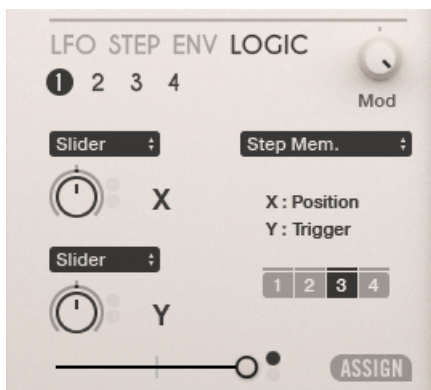 LFO STEP ENV LOGIC
1 2 3 4
Mod
Slider
Step Mem.
X
X : Position
Y : Trigger
Slider
1 2 3 4
Y
ASSIGN